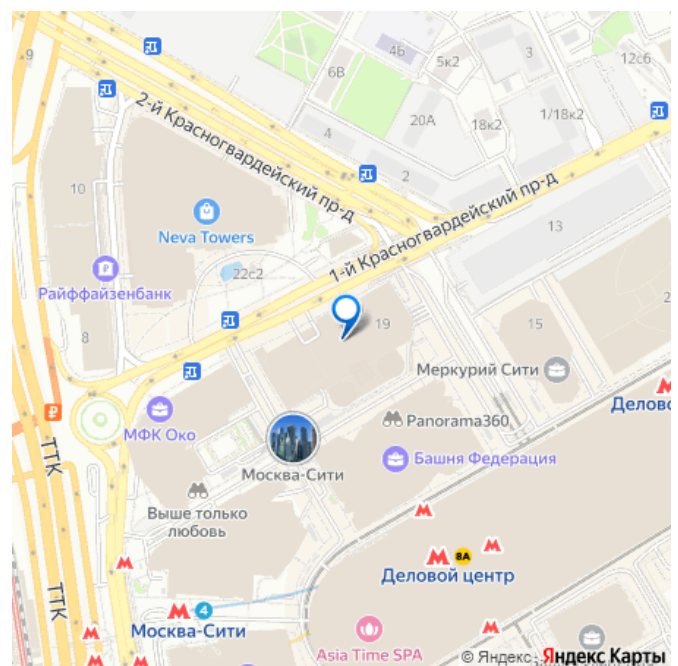 9
4Б
5к2
3
12с6
6В
20А
18к2
1/18к2
4
2
2-й Красногвардейский пр-д
10
13
Neva Towers
1-й Красногвардейский пр-д
22с2
Райффайзенбанк
8
19
15
2
Меркурий Сити
Делово
МФК Око
Panorama360
ТТК
Башня Федерация
Москва-Сити
Выше только
любовь
8А
Деловой центр
ТТК
4
Москва-Сити
Asia Time SPA
© Яндекс Яндекс Карты